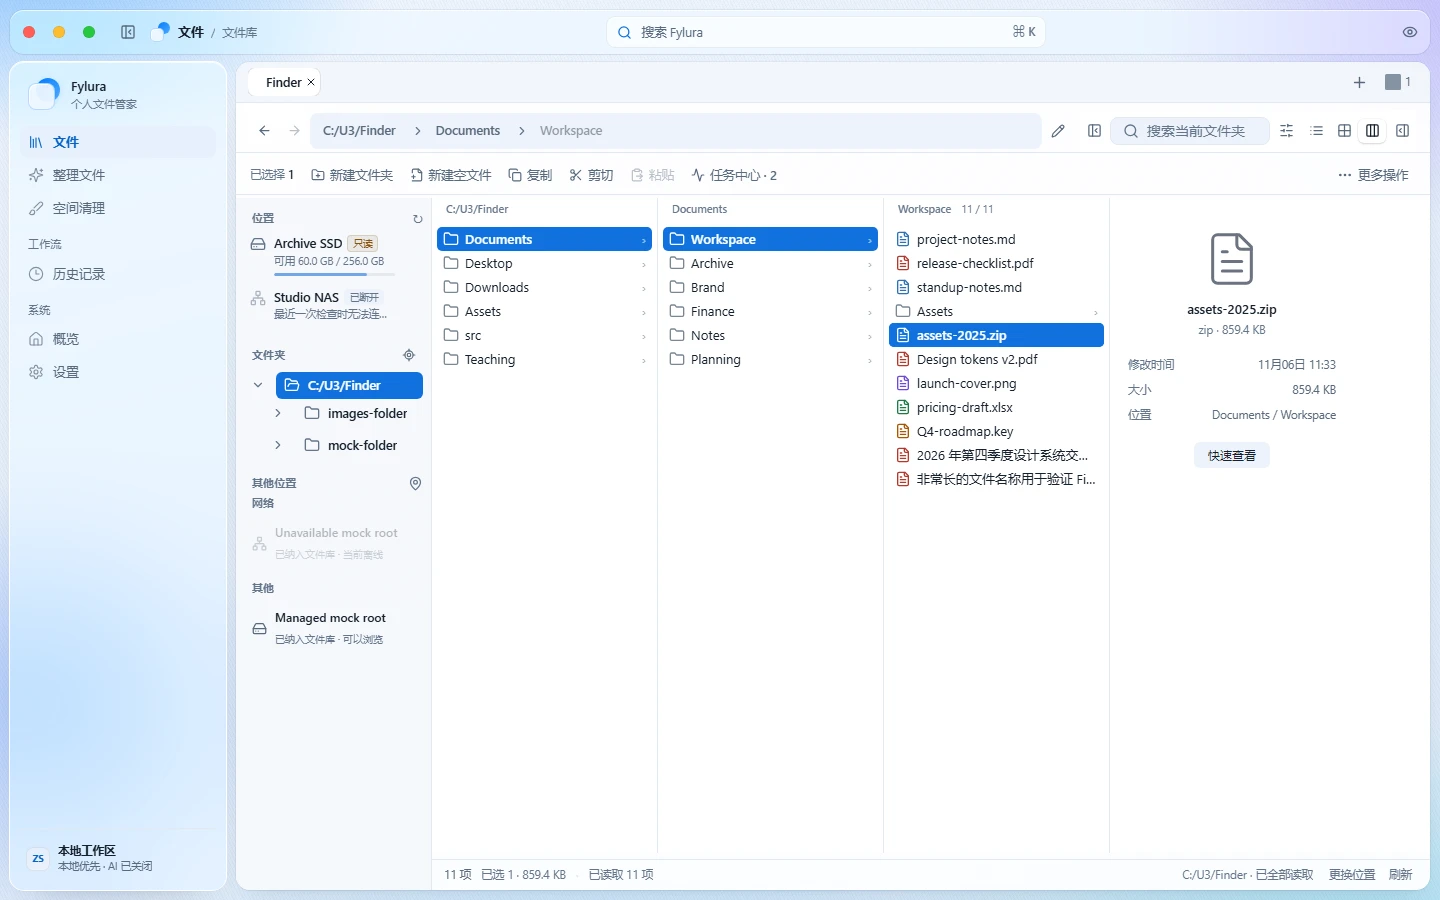 文件 / 文件库
搜索 Fylura
⌘ K
Fylura
个人文件管家
文件
整理文件
空间清理
工作流
历史记录
系统
概览
设置
ZS
本地工作区
本地优先 · AI 已关闭
Finder
1
C:/U3/Finder
Documents
Workspace
搜索当前文件夹
已选择 1
新建文件夹
新建空文件
复制
剪切
粘贴
任务中心 · 2
更多操作
位置
Archive SSD 只读
可用 60.0 GB / 256.0 GB
Studio NAS 已断开
最近一次检查时无法连...
文件夹
C:/U3/Finder
images-folder
mock-folder
其他位置
网络
Unavailable mock root
已纳入文件库 · 当前离线
其他
Managed mock root
已纳入文件库 · 可以浏览
C:/U3/Finder
Documents
Desktop
Downloads
Assets
src
Teaching
Documents
Workspace
Archive
Brand
Finance
Notes
Planning
Workspace 11 / 11
project-notes.md
release-checklist.pdf
standup-notes.md
Assets
assets-2025.zip
Design tokens v2.pdf
launch-cover.png
pricing-draft.xlsx
Q4-roadmap.key
2026 年第四季度设计系统交...
非常长的文件名称用于验证 Fi...
assets-2025.zip
zip · 859.4 KB
修改时间 11月06日 11:33
大小 859.4 KB
位置 Documents / Workspace
快速查看
11 项 已选 1 · 859.4 KB · 已读取 11 项
C:/U3/Finder · 已全部读取 更换位置 刷新